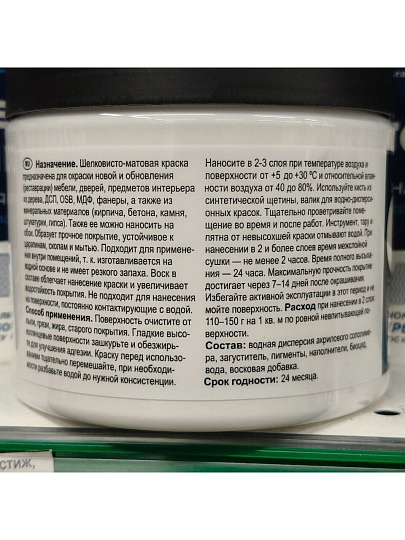 RU Назначение. Шелковисто-матовая краска
предназначена для окраски новой и обновления
(реставрации) мебели, дверей, предметов интерьера
из дерева, ДСП, OSB, МДФ, фанеры, а также из
минеральных материалов (кирпича, бетона, камня,
штукатурки, гипса). Также ее можно наносить на
обои. Образует прочное покрытие, устойчивое к
царапинам, сколам и мытью. Подходит для примене-
ния внутри помещений, т. к. изготавливается на
водной основе и не имеет резкого запаха. Воск в
составе облегчает нанесение краски и увеличивает
стойкость покрытия. Не подходит для нанесения
на поверхности, постоянно контактирующие с водой.
Способ применения. Поверхность очистите от
пыли, грязи, жира, старого покрытия. Гладкие высо-
коглянцевые поверхности зашкурьте и обезжирь-
те для улучшения адгезии. Краску перед использо-
ванием тщательно перемешайте, при необходи-
мости разбавьте водой до нужной консистенции.
Наносите в 2-3 слоя при температуре воздуха и
поверхности от +5 до +30 °С и относительной влаж-
ности воздуха от 40 до 80%. Используйте кисть из
синтетической щетины, валик для водно-дисперси-
онных красок. Тщательно проветривайте помеще-
ние во время и после работ. Инструмент, тару и
пятна от невысохшей краски отмывают водой. При
нанесении в 2 и более слоев время межслойной
сушки — не менее 2 часов. Время полного высы-
хания — 24 часа. Максимальную прочность покрытие
достигает через 7–14 дней после окрашивания.
Избегайте активной эксплуатации в этот период и не
мойте поверхность. Расход при нанесении в 2 слоя
110–150 г на 1 кв. м по ровной невпитывающей по-
верхности.
Состав: водная дисперсия акрилового сополиме-
ра, загуститель, пигменты, наполнители, биоцид,
вода, восковая добавка.
Срок годности: 24 месяца.
СТИЖ,